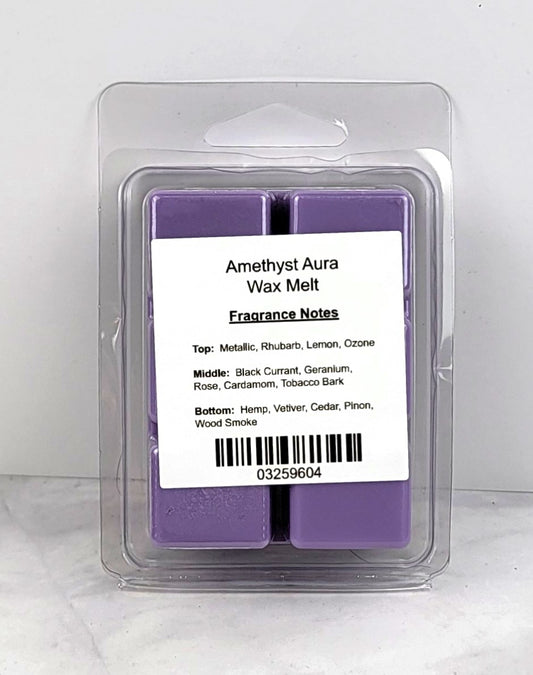 Amethyst Aura
Wax Melt
Fragrance Notes
Top: Metallic, Rhubarb, Lemon, Ozone
Middle: Black Currant, Geranium,
Rose, Cardamom, Tobacco Bark
Bottom: Hemp, Vetiver, Cedar, Pinon,
Wood Smoke
03259604